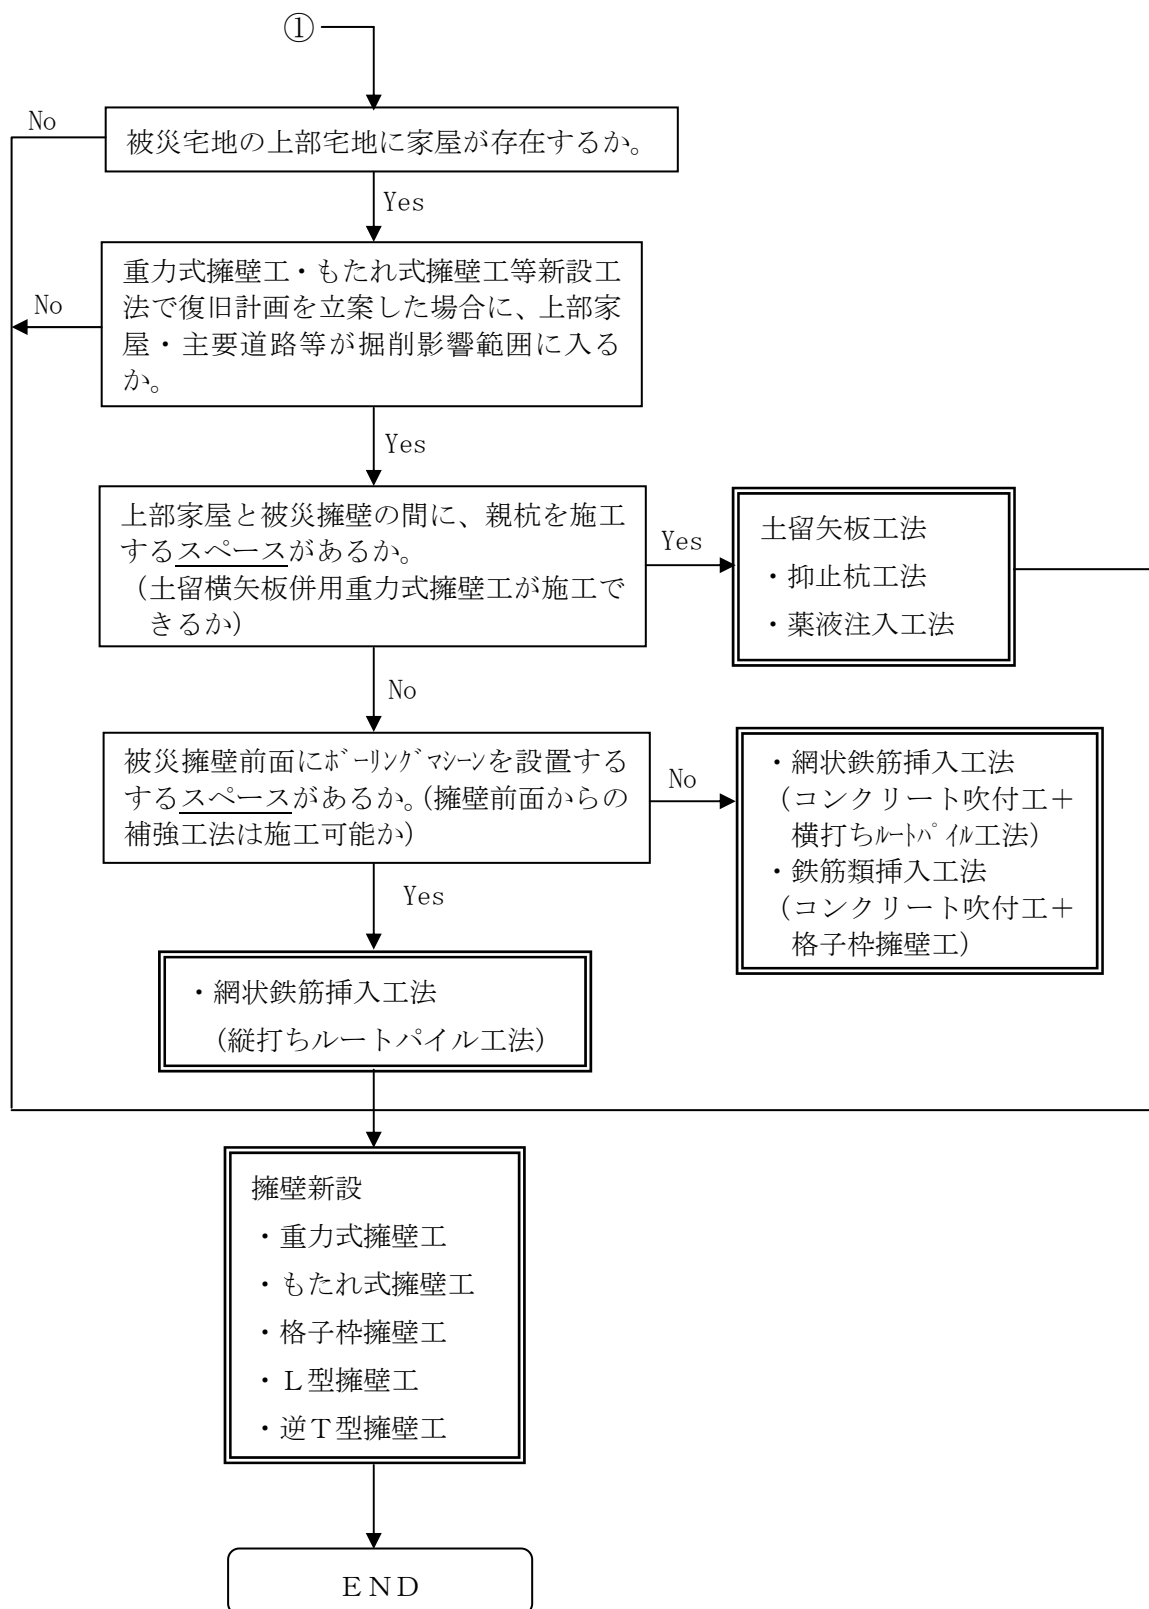 ①
No
被災宅地の上部宅地に家屋が存在するか。
Yes
重力式擁壁工・もたれ式擁壁工等新設工
法で復旧計画を立案した場合に、上部家
屋・主要道路等が掘削影響範囲に入る
か。
No
Yes
上部家屋と被災擁壁の間に、親杭を施工
するスペースがあるか。
（土留横矢板併用重力式擁壁工が施工で
きるか）
Yes
土留矢板工法
・抑止杭工法
・薬液注入工法
No
被災擁壁前面にﾎﾞｰﾘﾝｸﾞﾏｼｰﾝを設置する
するスペースがあるか。（擁壁前面からの
補強工法は施工可能か）
No
・網状鉄筋挿入工法
（コンクリート吹付工＋
横打ちﾙｰﾄﾊﾟｲﾙ工法）
・鉄筋類挿入工法
（コンクリート吹付工＋
格子枠擁壁工）
Yes
・網状鉄筋挿入工法
（縦打ちルートパイル工法）
擁壁新設
・重力式擁壁工
・もたれ式擁壁工
・格子枠擁壁工
・Ｌ型擁壁工
・逆Ｔ型擁壁工
ＥＮＤ